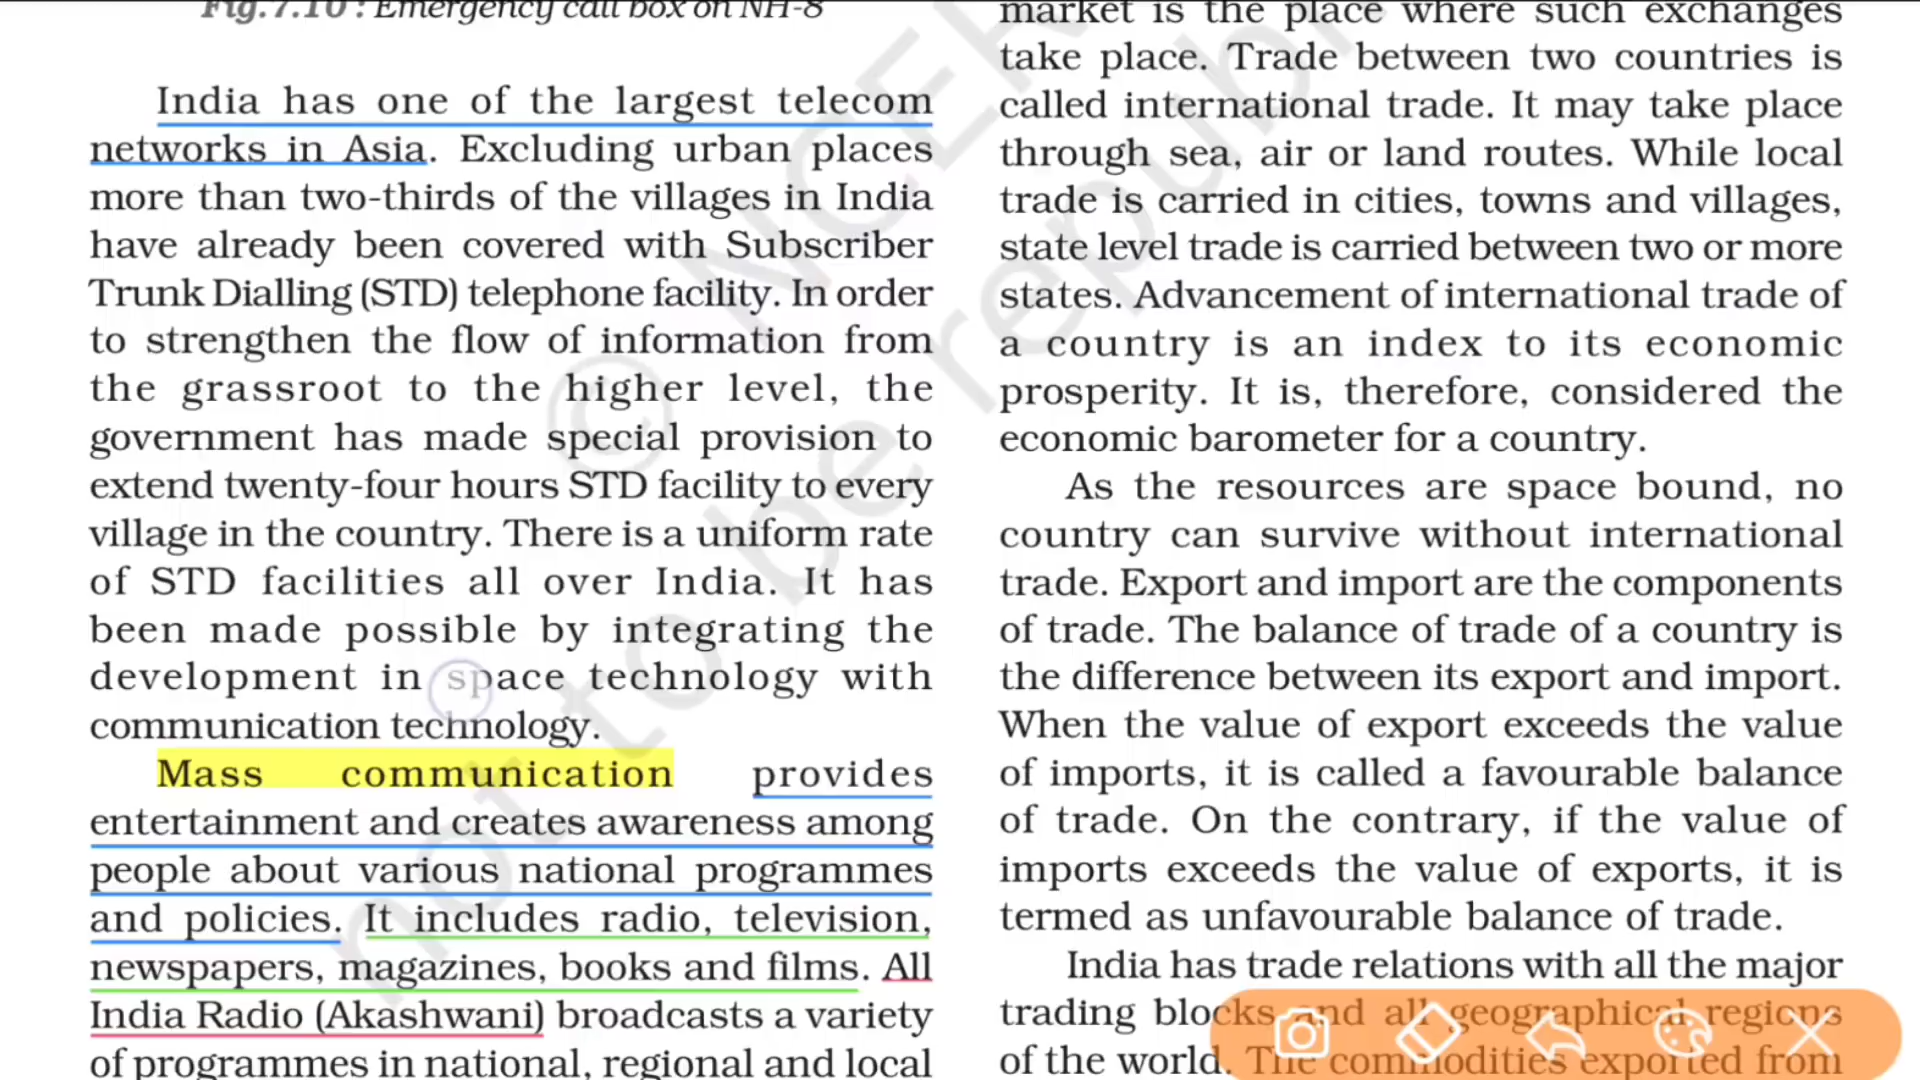 Fig.7.10 : Emergency call box on NH-8
India has one of the largest telecom
networks in Asia. Excluding urban places
more than two-thirds of the villages in India
have already been covered with Subscriber
Trunk Dialling (STD) telephone facility. In order
to strengthen the flow of information from
the grassroot to the higher level, the
government has made special provision to
extend twenty-four hours STD facility to every
village in the country. There is a uniform rate
of STD facilities all over India. It has
been made possible by integrating the
development in space technology with
communication technology.
Mass communication provides
entertainment and creates awareness among
people about various national programmes
and policies. It includes radio, television,
newspapers, magazines, books and films. All
India Radio (Akashwani) broadcasts a variety
of programmes in national, regional and local
market is the place where such exchanges
take place. Trade between two countries is
called international trade. It may take place
through sea, air or land routes. While local
trade is carried in cities, towns and villages,
state level trade is carried between two or more
states. Advancement of international trade of
a country is an index to its economic
prosperity. It is, therefore, considered the
economic barometer for a country.
As the resources are space bound, no
country can survive without international
trade. Export and import are the components
of trade. The balance of trade of a country is
the difference between its export and import.
When the value of export exceeds the value
of imports, it is called a favourable balance
of trade. On the contrary, if the value of
imports exceeds the value of exports, it is
termed as unfavourable balance of trade.
India has trade relations with all the major
trading blocks and all geographical regions
of the world. The commodities exported from
© NCER
not to be republ